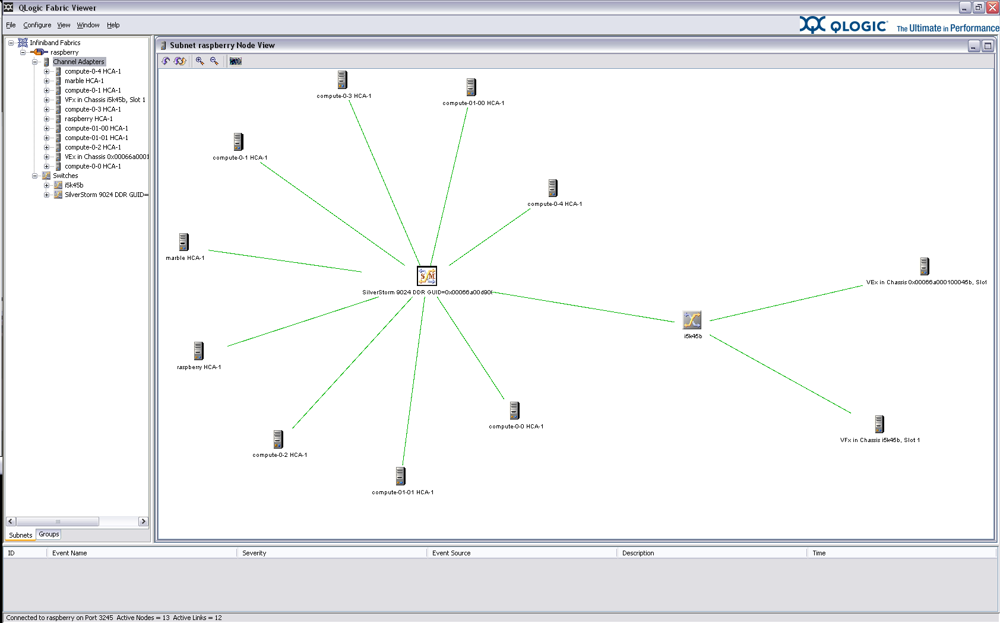 QLogic Fabric Viewer
File Configure View Window Help
QLOGIC The Ultimate in Performance
Infiniband Fabrics
raspberry
Channel Adapters
compute-0-4 HCA-1
marble HCA-1
compute-0-1 HCA-1
VFx in Chassis i5k45b, Slot 1
compute-0-3 HCA-1
raspberry HCA-1
compute-01-00 HCA-1
compute-01-01 HCA-1
compute-0-2 HCA-1
VEx in Chassis 0x00066a0001
compute-0-0 HCA-1
Switches
i5k45b
SilverStorm 9024 DDR GUID=
Subnets Groups
Subnet raspberry Node View
compute-0-3 HCA-1
compute-01-00 HCA-1
compute-0-1 HCA-1
compute-0-4 HCA-1
marble HCA-1
SM
SilverStorm 9024 DDR GUID=0x00066a00d90
VEx in Chassis 0x00066a000100045b, Slot
i5k45b
raspberry HCA-1
compute-0-0 HCA-1
VFx in Chassis i5k45b, Slot 1
compute-0-2 HCA-1
compute-01-01 HCA-1
ID Event Name Severity Event Source Description Time
Connected to raspberry on Port 3245 Active Nodes = 13 Active Links = 12